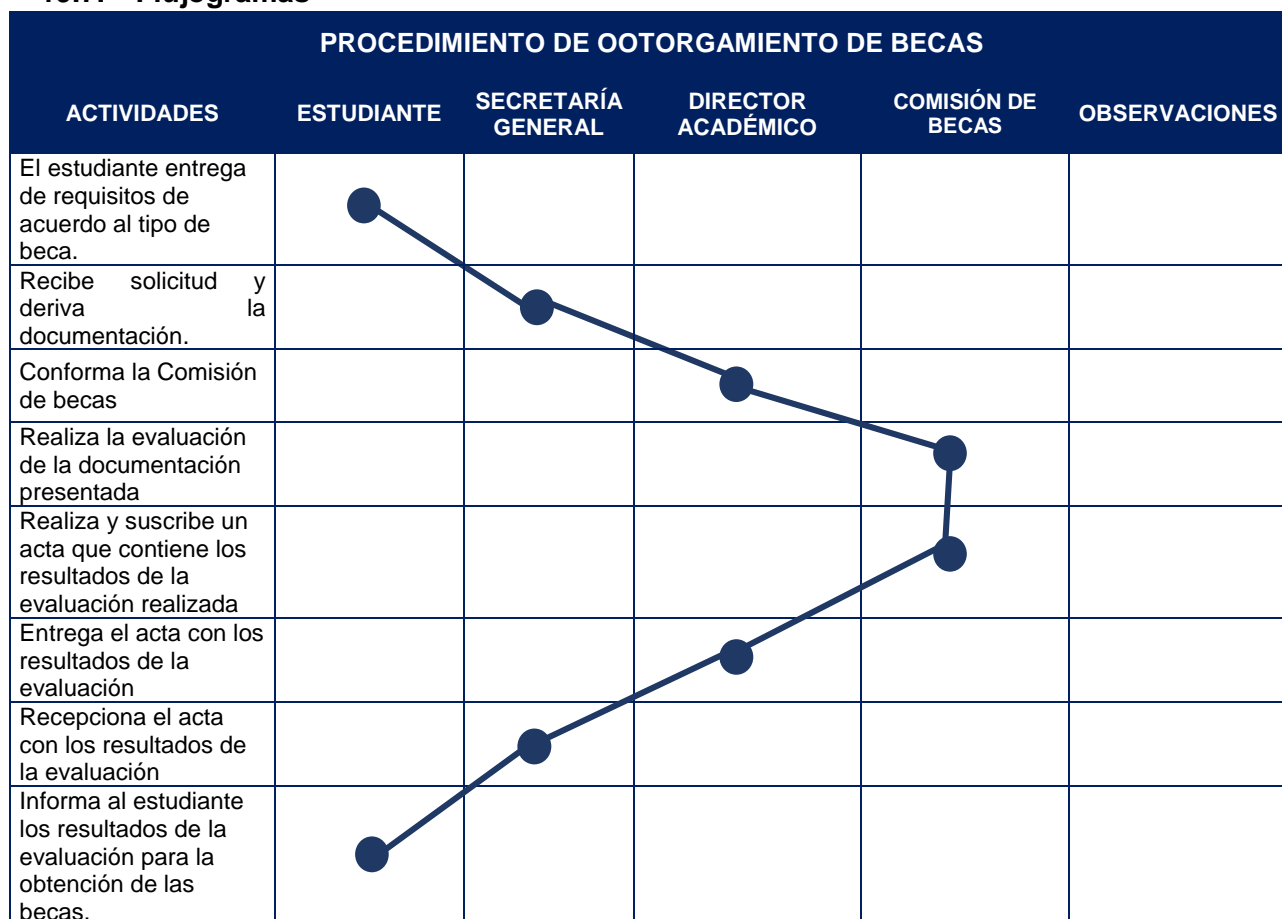 PROCEDIMIENTO DE OOTORGAMIENTO DE BECAS
ACTIVIDADES ESTUDIANTE SECRETARÍA GENERAL DIRECTOR ACADÉMICO COMISIÓN DE BECAS OBSERVACIONES
El estudiante entrega
de requisitos de
acuerdo al tipo de
beca.
Recibe solicitud y
deriva la
documentación.
Conforma la Comisión
de becas
Realiza la evaluación
de la documentación
presentada
Realiza y suscribe un
acta que contiene los
resultados de la
evaluación realizada
Entrega el acta con los
resultados de la
evaluación
Recepciona el acta
con los resultados de
la evaluación
Informa al estudiante
los resultados de la
evaluación para la
obtención de las
becas.